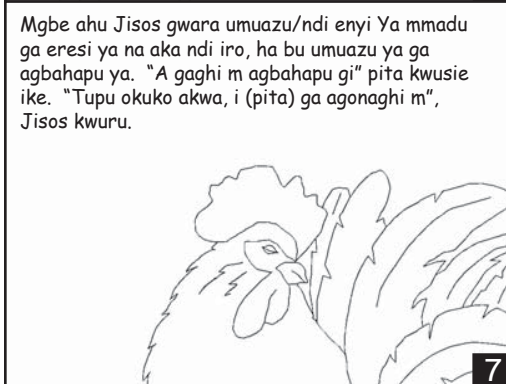 Mgbe ahu Jisos gwara umuazu/ndi enyi Ya mmadu
ga eresi ya na aka ndi iro, ha bu umuazu ya ga
agbahapu ya. “A gaghi m agbahapu gi” pita kwusie
ike. “Tupu okuko akwa, i (pita) ga agonaghi m”,
Jisos kwuru.
7